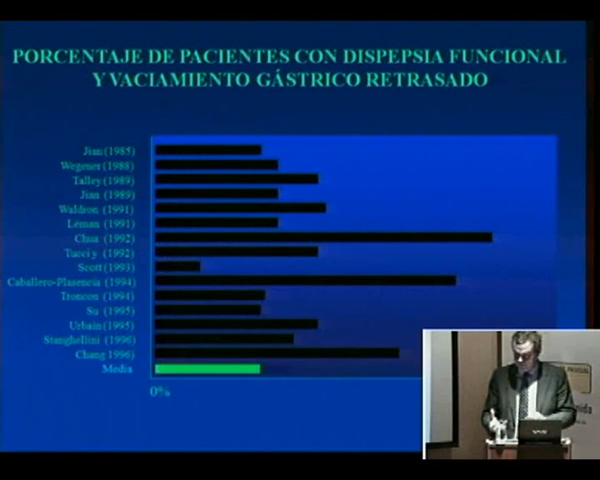 PORCENTAJE DE PACIENTES CON DISPEPSIA FUNCIONAL
Y VACIAMIENTO GÁSTRICO RETRASADO
Jian (1985)
Wegener (1988)
Talley (1989)
Jian (1989)
Waldron (1991)
Léman (1991)
Chua (1992)
Tucci y (1992)
Scott (1993)
Caballero-Plasencia (1994)
Troncon (1994)
Su (1995)
Urbain (1995)
Stanghellini (1996)
Chang 1996)
Media
0%